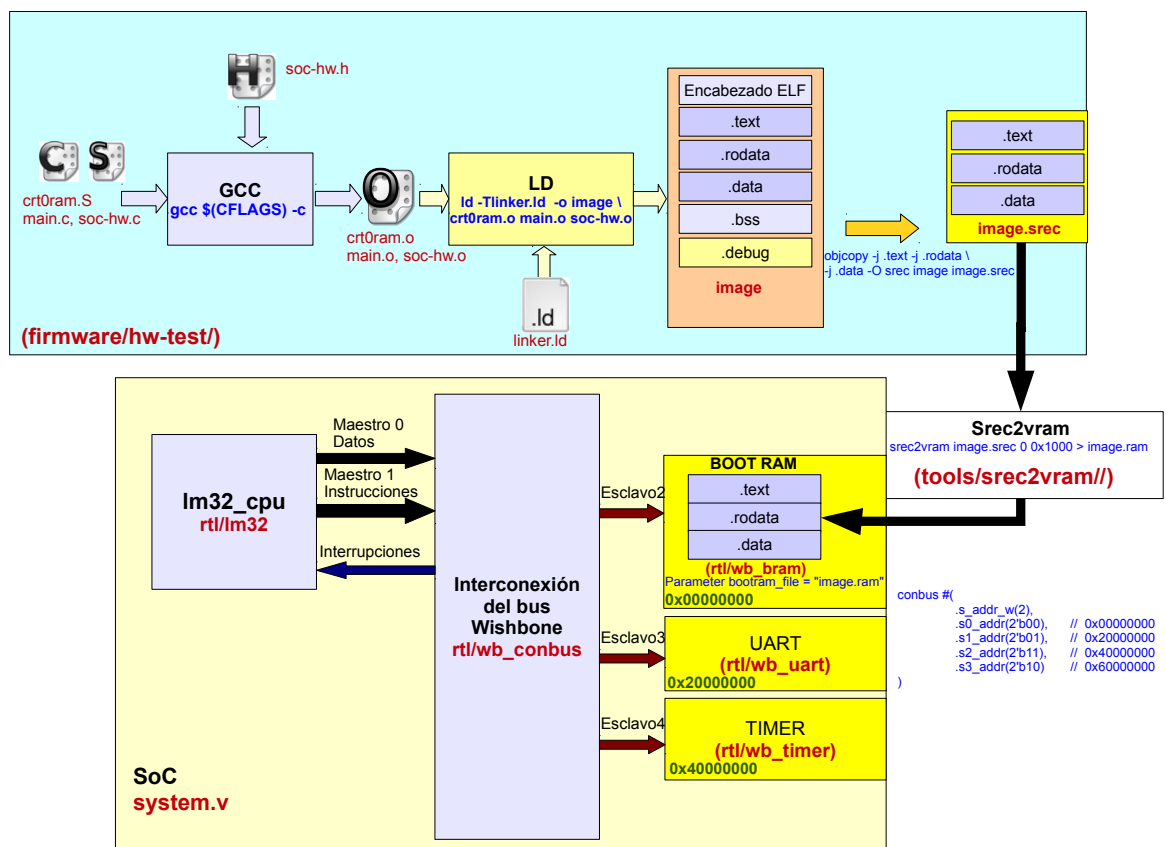 H
soc-hw.h
C S
crt0ram.S
main.c, soc-hw.c
GCC
gcc $(CFLAGS) -c
O
crt0ram.o
main.o, soc-hw.o
LD
ld -Tlinker.ld -o image \
crt0ram.o main.o soc-hw.o
.ld
linker.ld
Encabezado ELF
.text
.rodata
.data
.bss
.debug
image
objcopy -j .text -j .rodata \
-j .data -O srec image image.srec
.text
.rodata
.data
image.srec
(firmware/hw-test/)
Srec2vram
srec2vram image.srec 0 0x1000 > image.ram
(tools/srec2vram//)
lm32_cpu
rtl/lm32
Maestro 0
Datos
Maestro 1
Instrucciones
Interrupciones
Interconexión
del bus
Wishbone
rtl/wb_conbus
Esclavo2
BOOT RAM
.text
.rodata
.data
(rtl/wb_bram)
Parameter bootram_file = "image.ram"
0x00000000
Esclavo3
UART
(rtl/wb_uart)
0x20000000
Esclavo4
TIMER
(rtl/wb_timer)
0x40000000
conbus #(
.s_addr_w(2),
.s0_addr(2'b00), // 0x00000000
.s1_addr(2'b01), // 0x20000000
.s2_addr(2'b11), // 0x40000000
.s3_addr(2'b10) // 0x60000000
)
SoC
system.v